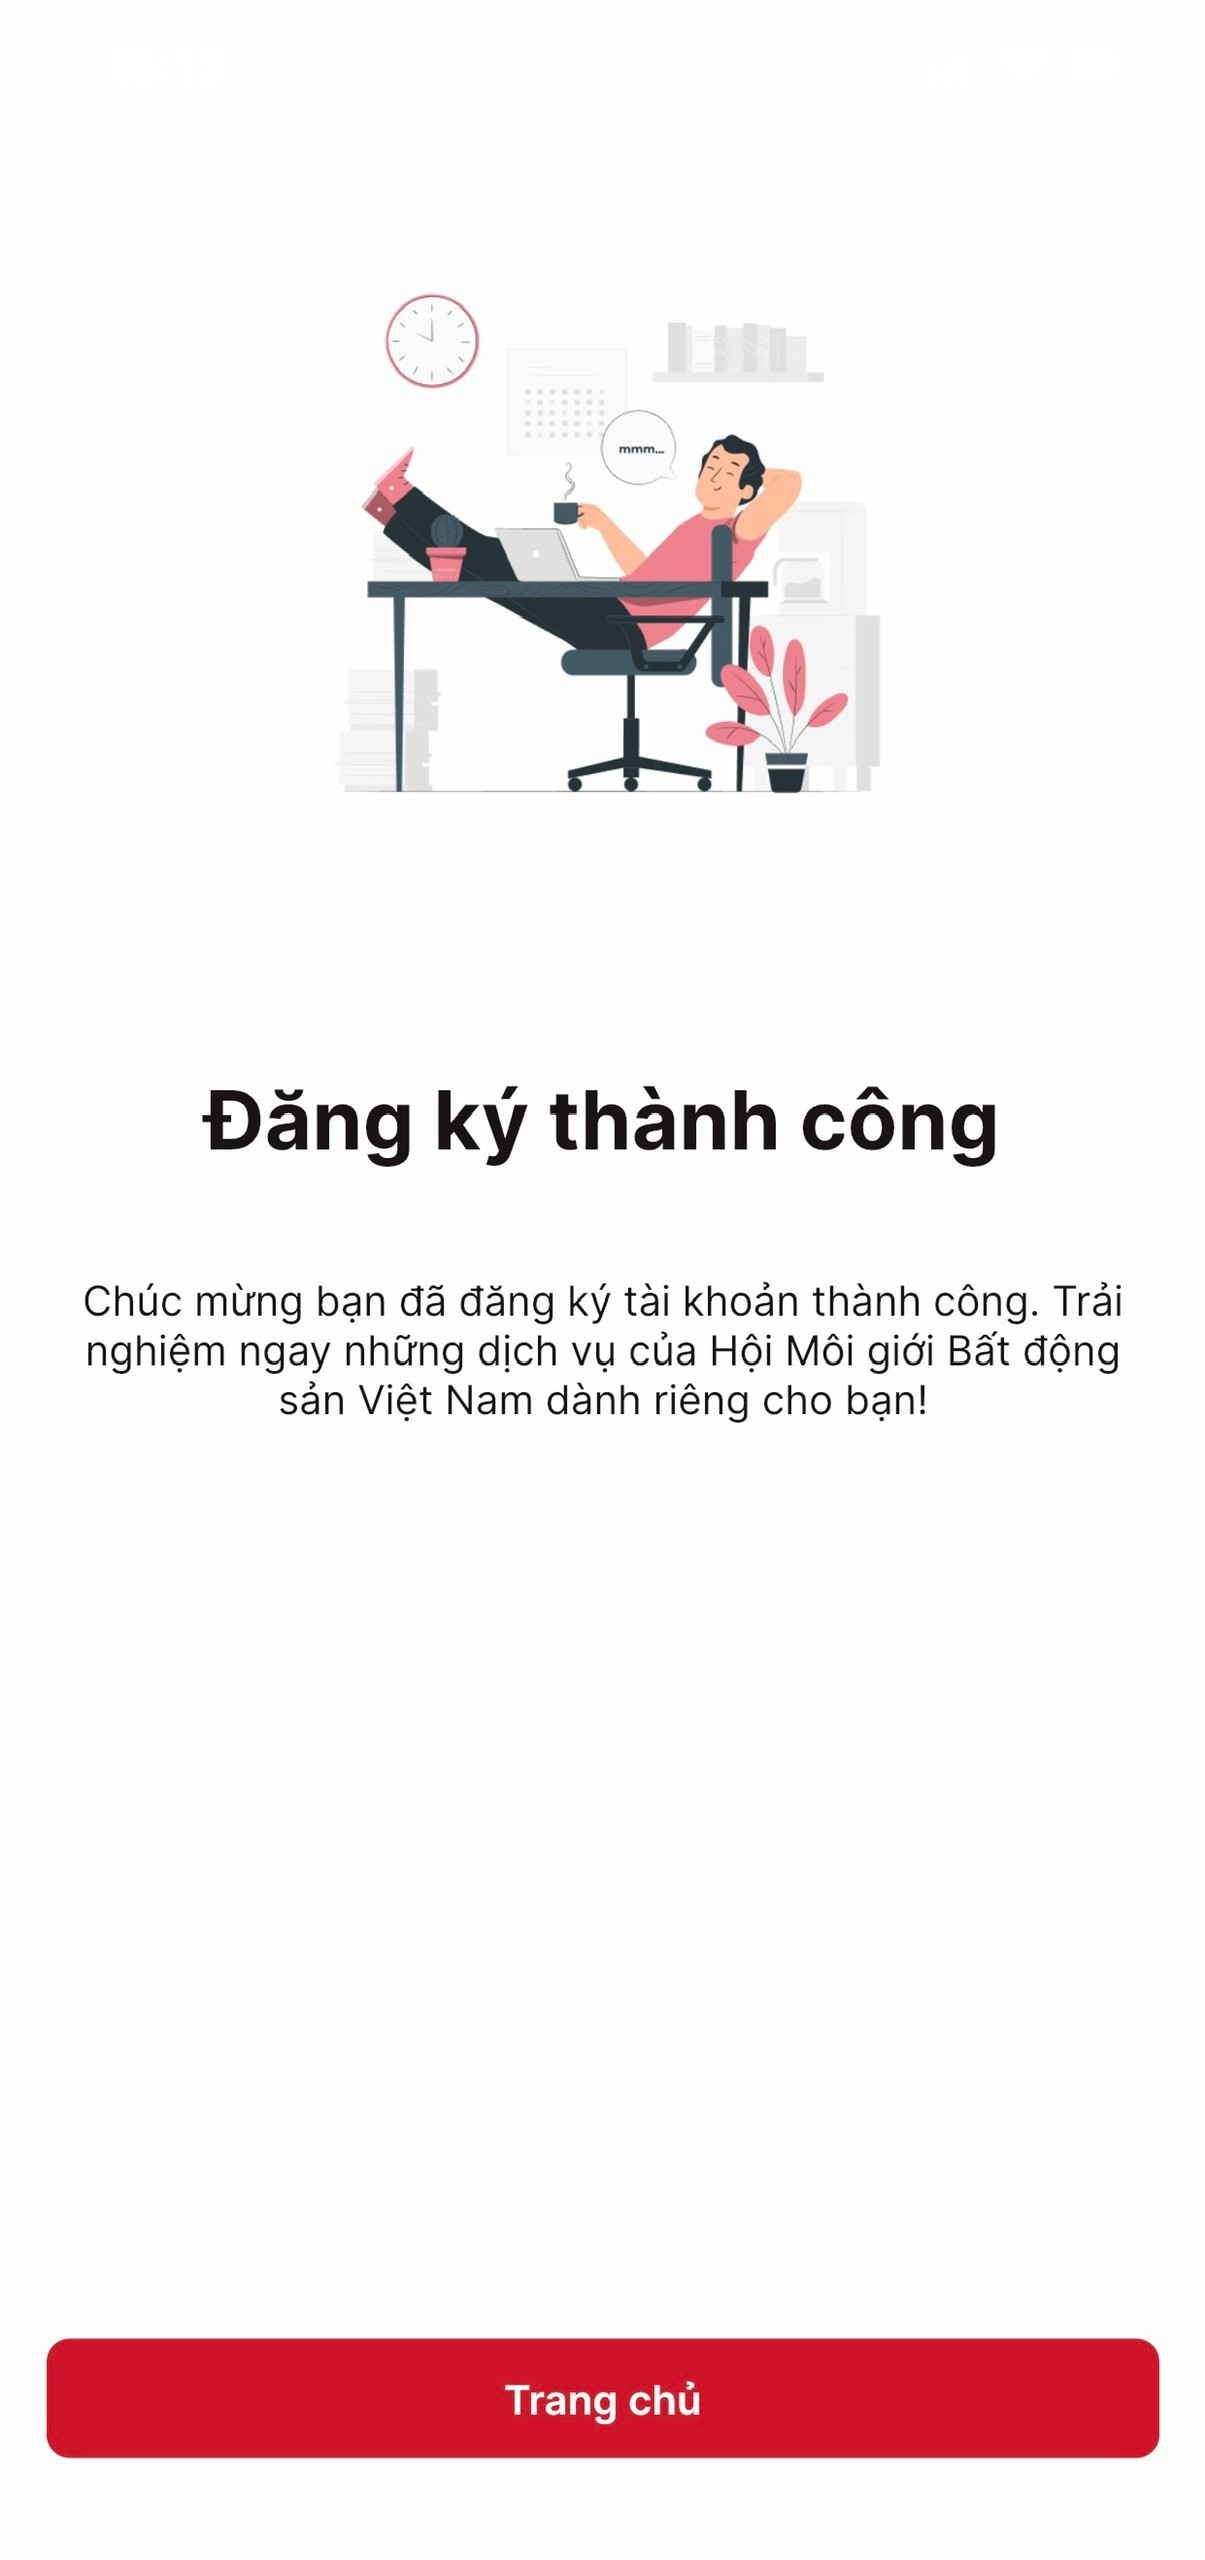 mmm...
Đăng ký thành công
Chúc mừng bạn đã đăng ký tài khoản thành công. Trải
nghiệm ngay những dịch vụ của Hội Môi giới Bất động
sản Việt Nam dành riêng cho bạn!
Trang chủ